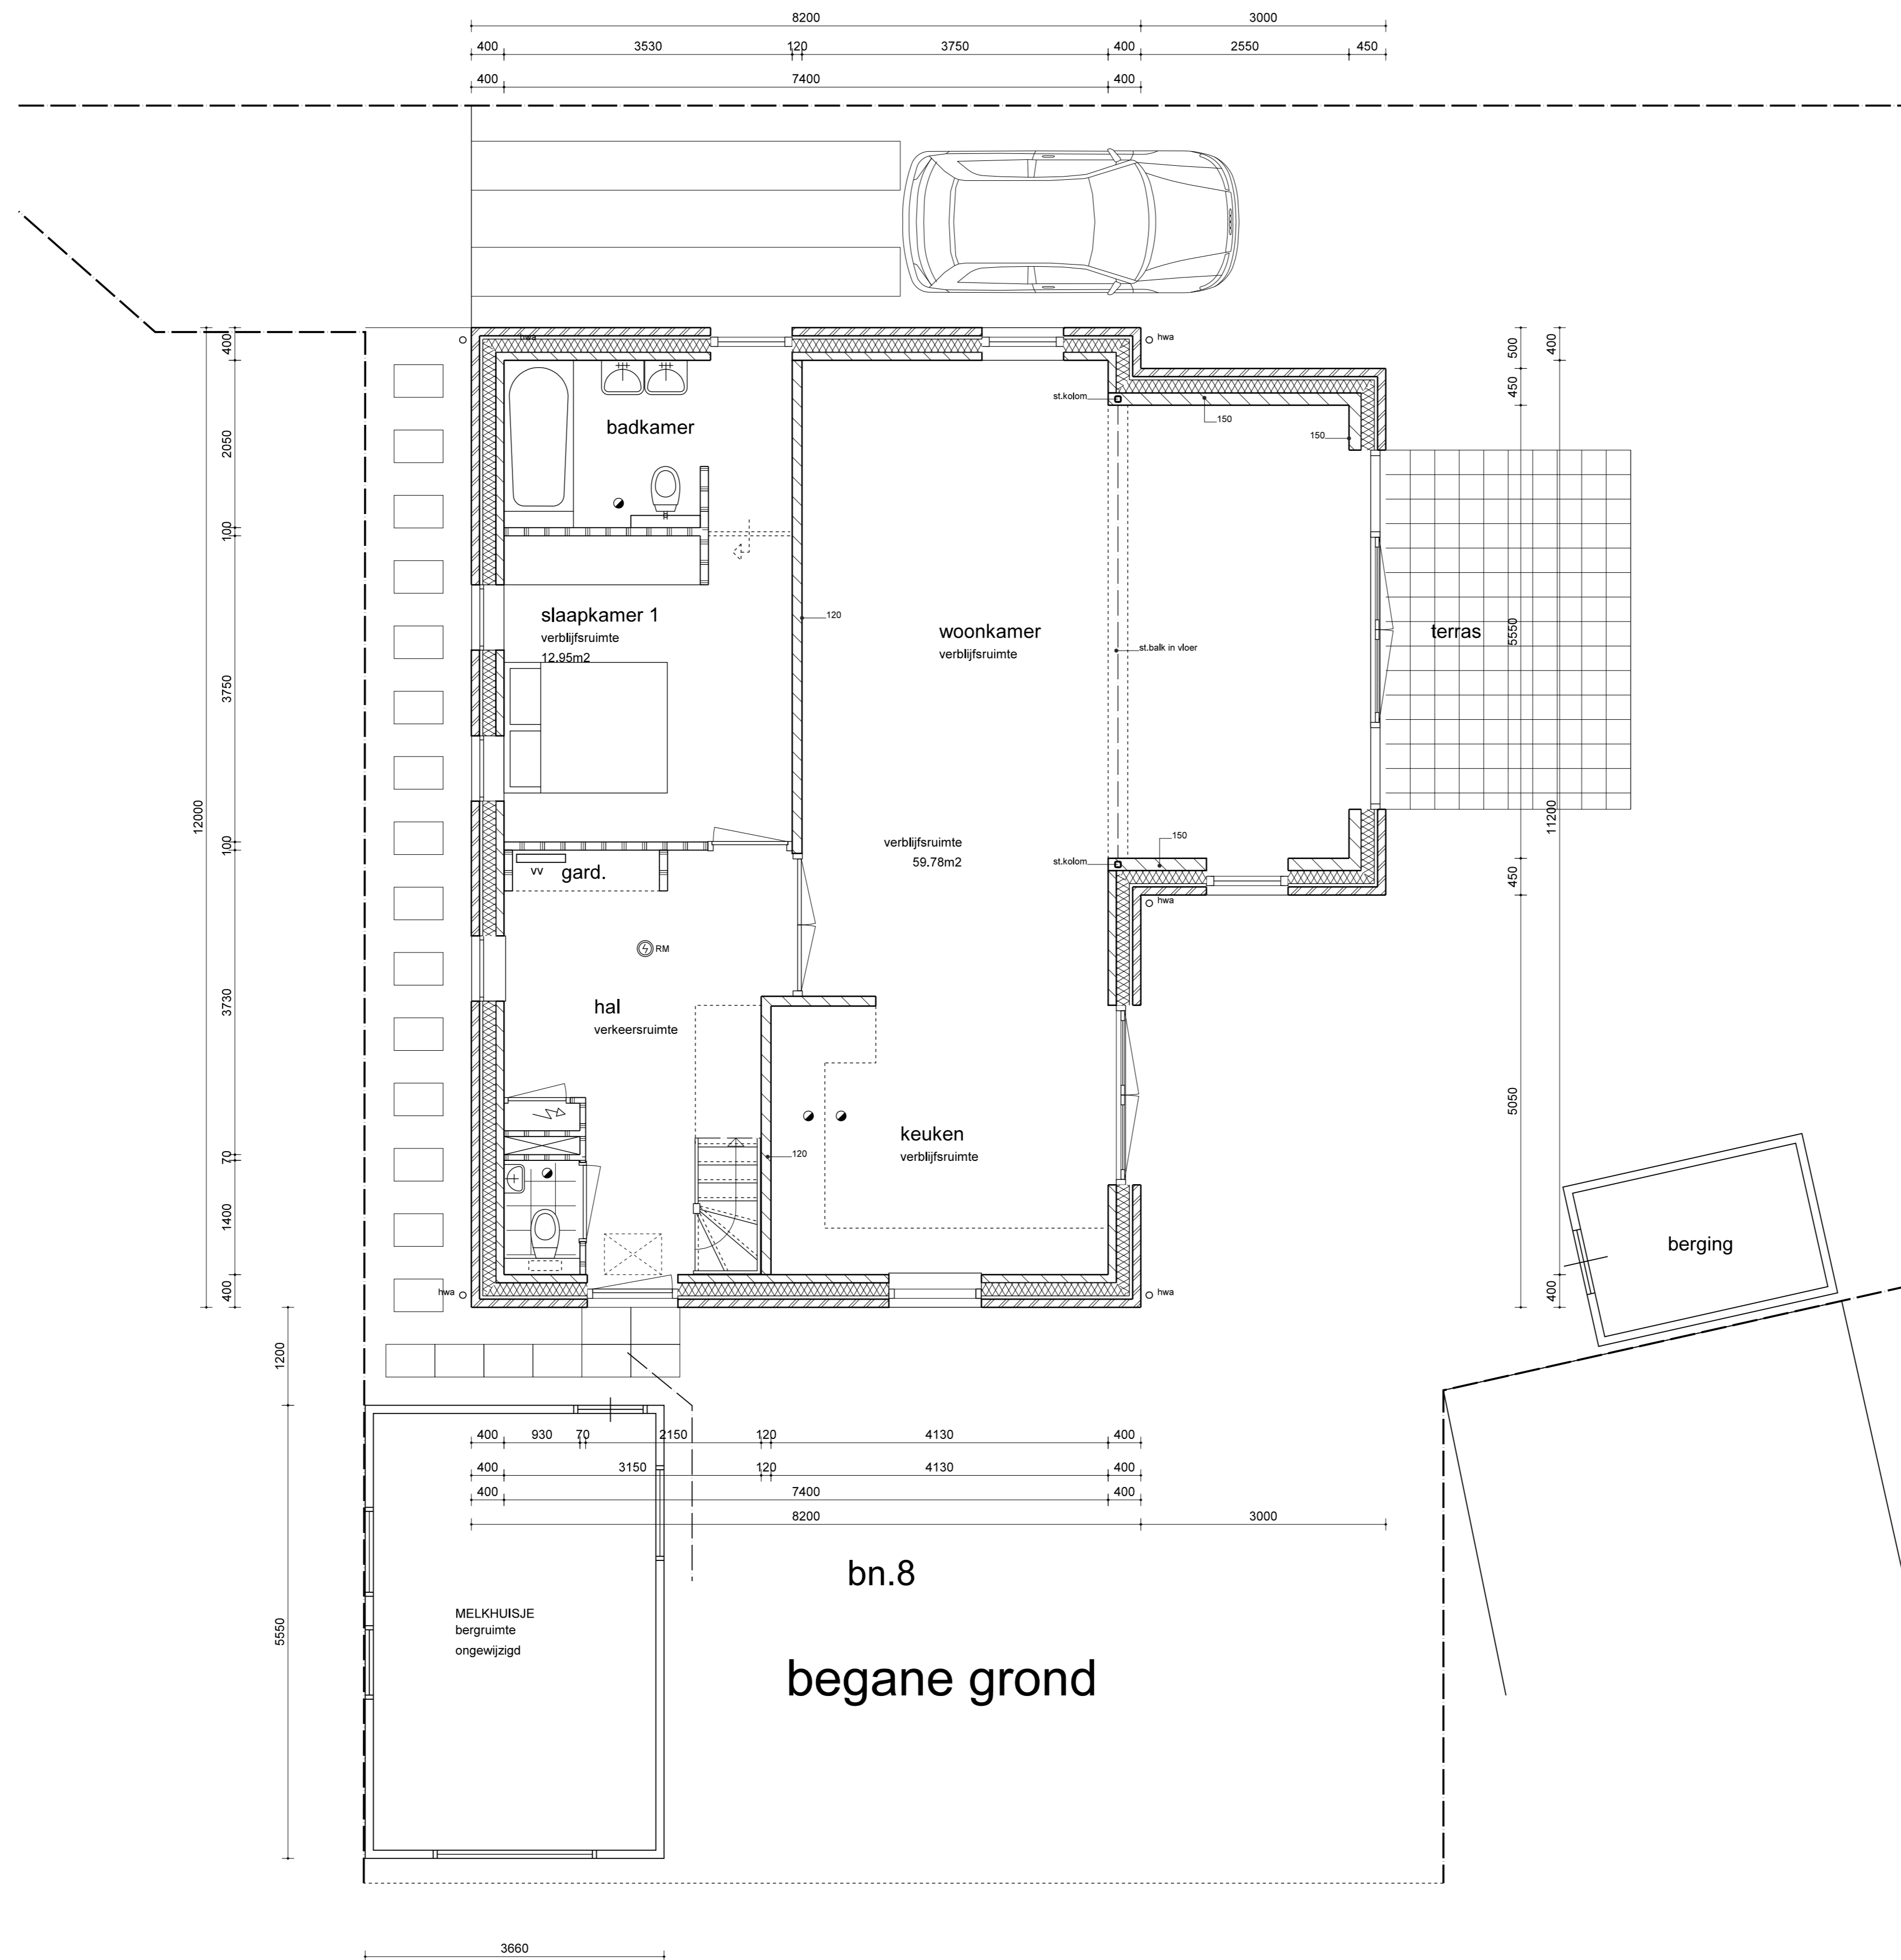 8200
3000
400
3530
120
3750
400
2550
450
400
7400
400
hwa
hwa
400
500
400
450
st.kolom
150
150
badkamer
2050
100
slaapkamer 1
verblijfsruimte
12.95m2
120
woonkamer
verblijfsruimte
st.balk in vloer
terras
5550
3750
12000
11200
100
verblijfsruimte
59.78m2
st.kolom
150
vv
gard.
450
hwa
RM
3730
hal
verkeersruimte
5050
keuken
verblijfsruimte
120
70
1400
berging
400
hwa
hwa
400
1200
400
930
70
2150
120
4130
400
400
3150
120
4130
400
400
7400
400
8200
3000
bn.8
MELKHUISJE
bergruimte
ongewijzigd
5550
begane grond
3660